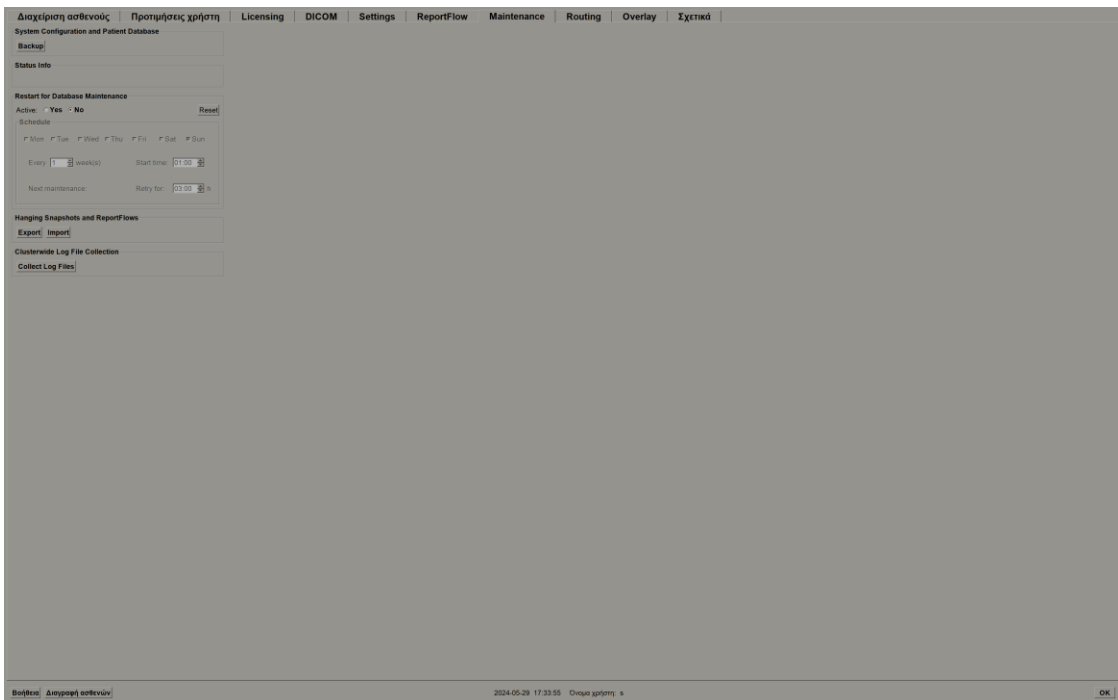 Διαχείριση ασθενούς Προτιμήσεις χρήστη Licensing DICOM Settings ReportFlow Maintenance Routing Overlay Σχετικά
System Configuration and Patient Database
Backup
Status Info
Restart for Database Maintenance
Active: Yes No Reset
Schedule
Mon Tue Wed Thu Fri Sat Sun
Every 1 week(s) Start time: 01:00
Next maintenance: Retry for: 03:00 h
Hanging Snapshots and ReportFlows
Export Import
Clusterwide Log File Collection
Collect Log Files
Βοήθεια Διαγραφή ασθενών 2024-05-29 17:33:55 Όνομα χρήστη: s OK